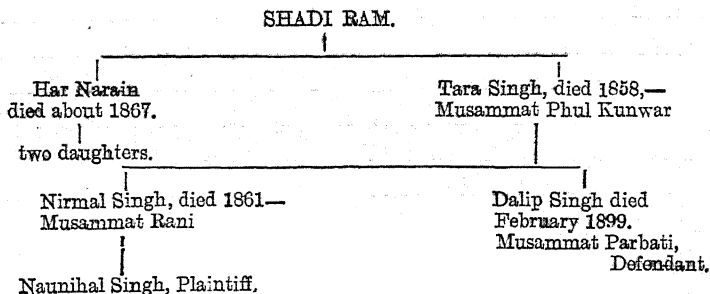 SHADI RAM.
Har Narain
died about 1867.
two daughters.
Tara Singh, died 1858,—
Musammat Phul Kunwar
Nirmal Singh, died 1861—
Musammat Rani
Naunihal Singh, Plaintiff.
Dalip Singh died
February 1899.
Musammat Parbati,
Defendant.